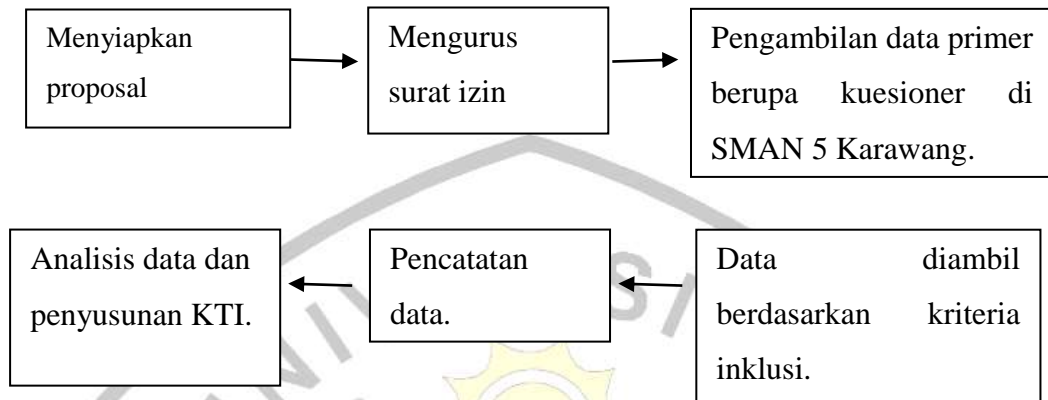 Menyiapkan
proposal
Mengurus
surat izin
Pengambilan data primer
berupa kuesioner di
SMAN 5 Karawang.
Data diambil
berdasarkan kriteria
inklusi.
Pencatatan
data.
Analisis data dan
penyusunan KTI.